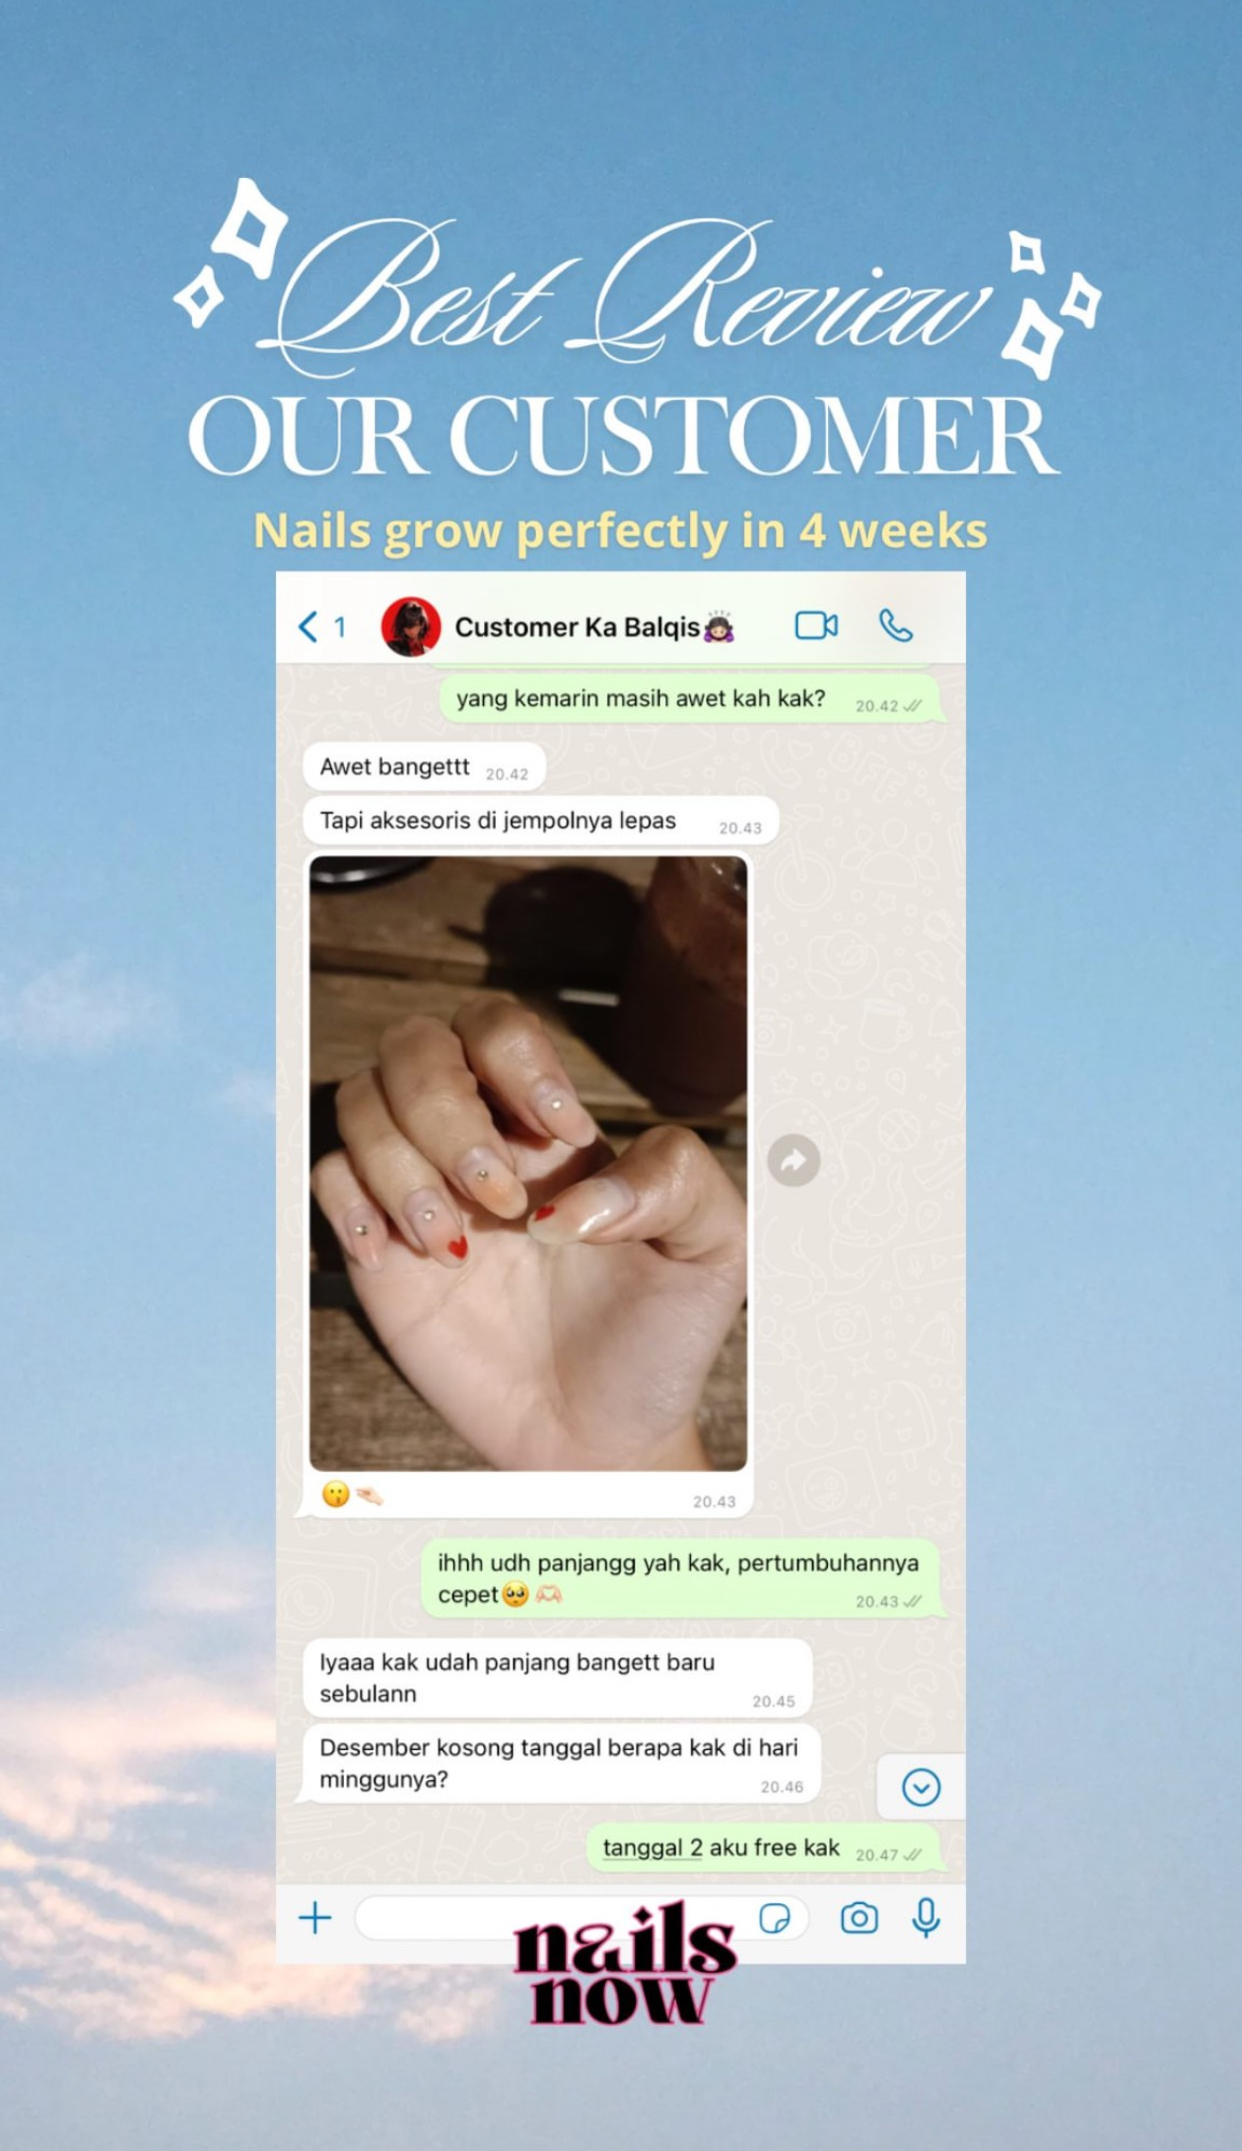 Best Review
OUR CUSTOMER
Nails grow perfectly in 4 weeks
1 Customer Ka Balqis🙇🏻‍♀️
yang kemarin masih awet kah kak? 20.42
Awet bangettt 20.42
Tapi aksesoris di jempolnya lepas 20.43
😗🫴🏻 20.43
ihhh udh panjangg yah kak, pertumbuhannya
cepet🥺🫶🏻 20.43
Iyaaa kak udah panjang bangett baru
sebulann 20.45
Desember kosong tanggal berapa kak di hari
minggunya? 20.46
tanggal 2 aku free kak 20.47
nails
now